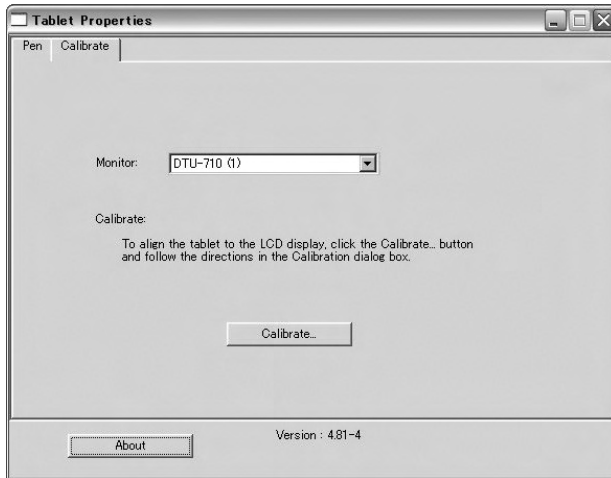 Tablet Properties
Pen Calibrate
Monitor: DTU-710 (1)
Calibrate:
To align the tablet to the LCD display, click the Calibrate... button
and follow the directions in the Calibration dialog box.
Calibrate...
About
Version : 4.81-4